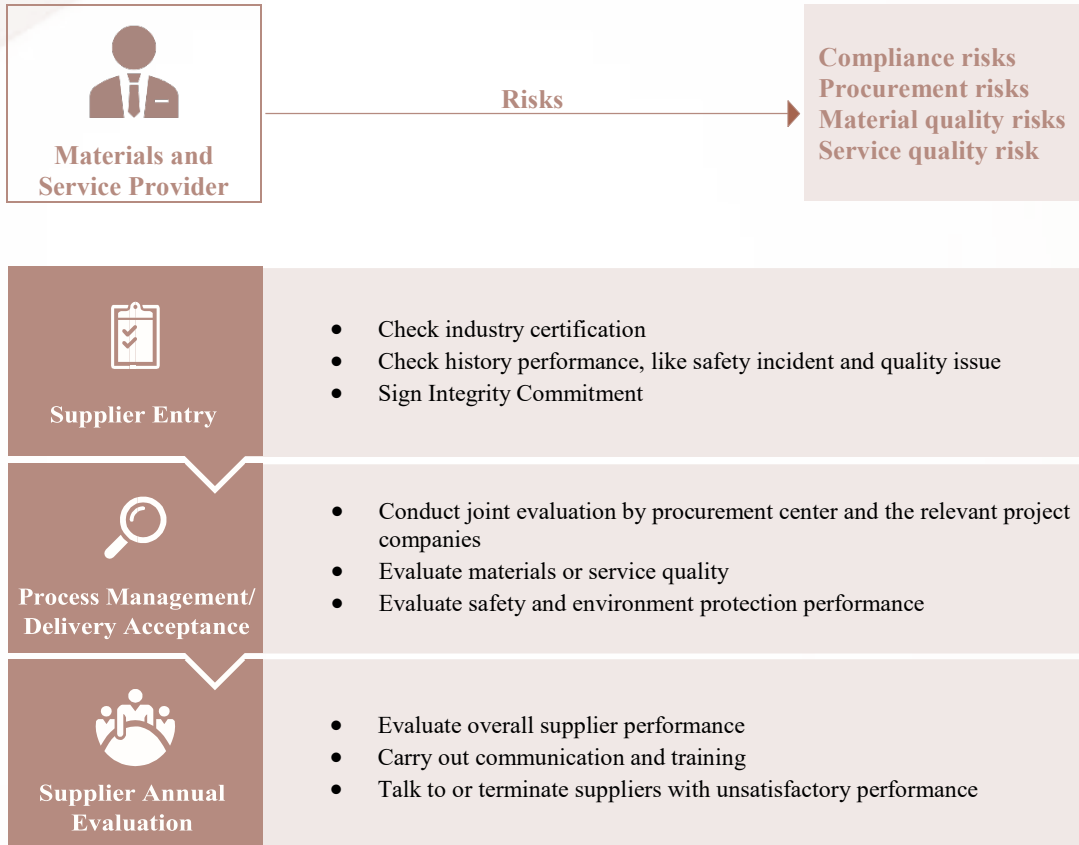 Materials and
Service Provider
Risks
Compliance risks
Procurement risks
Material quality risks
Service quality risk
Supplier Entry
● Check industry certification
● Check history performance, like safety incident and quality issue
● Sign Integrity Commitment
Process Management/
Delivery Acceptance
● Conduct joint evaluation by procurement center and the relevant project
companies
● Evaluate materials or service quality
● Evaluate safety and environment protection performance
Supplier Annual
Evaluation
● Evaluate overall supplier performance
● Carry out communication and training
● Talk to or terminate suppliers with unsatisfactory performance